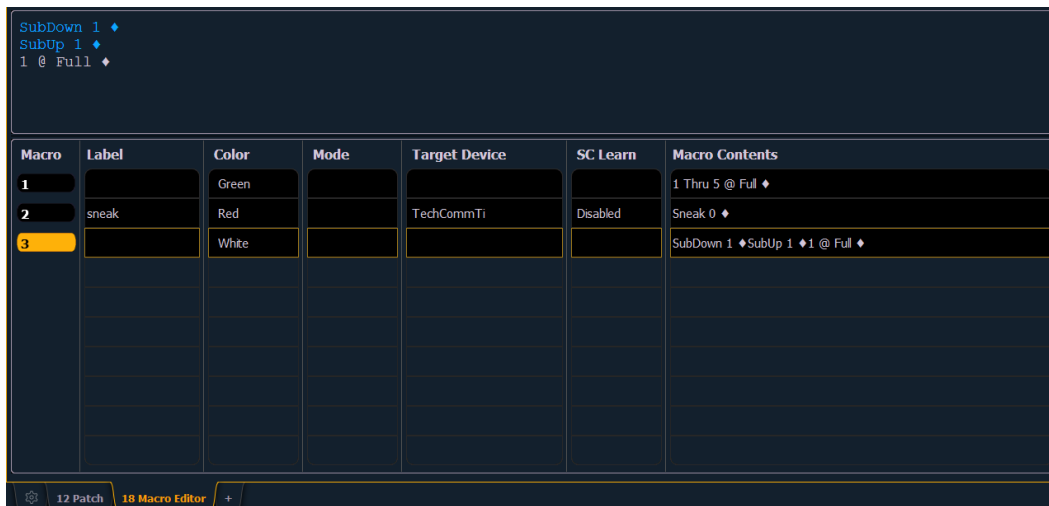 SubDown 1 ♦
SubUp 1 ♦
1 @ Full ♦
Macro Label Color Mode Target Device SC Learn Macro Contents
1 Green 1 Thru 5 @ Full ♦
2 sneak Red TechCommTi Disabled Sneak 0 ♦
3 White SubDown 1 ♦SubUp 1 ♦1 @ Full ♦
12 Patch 18 Macro Editor +